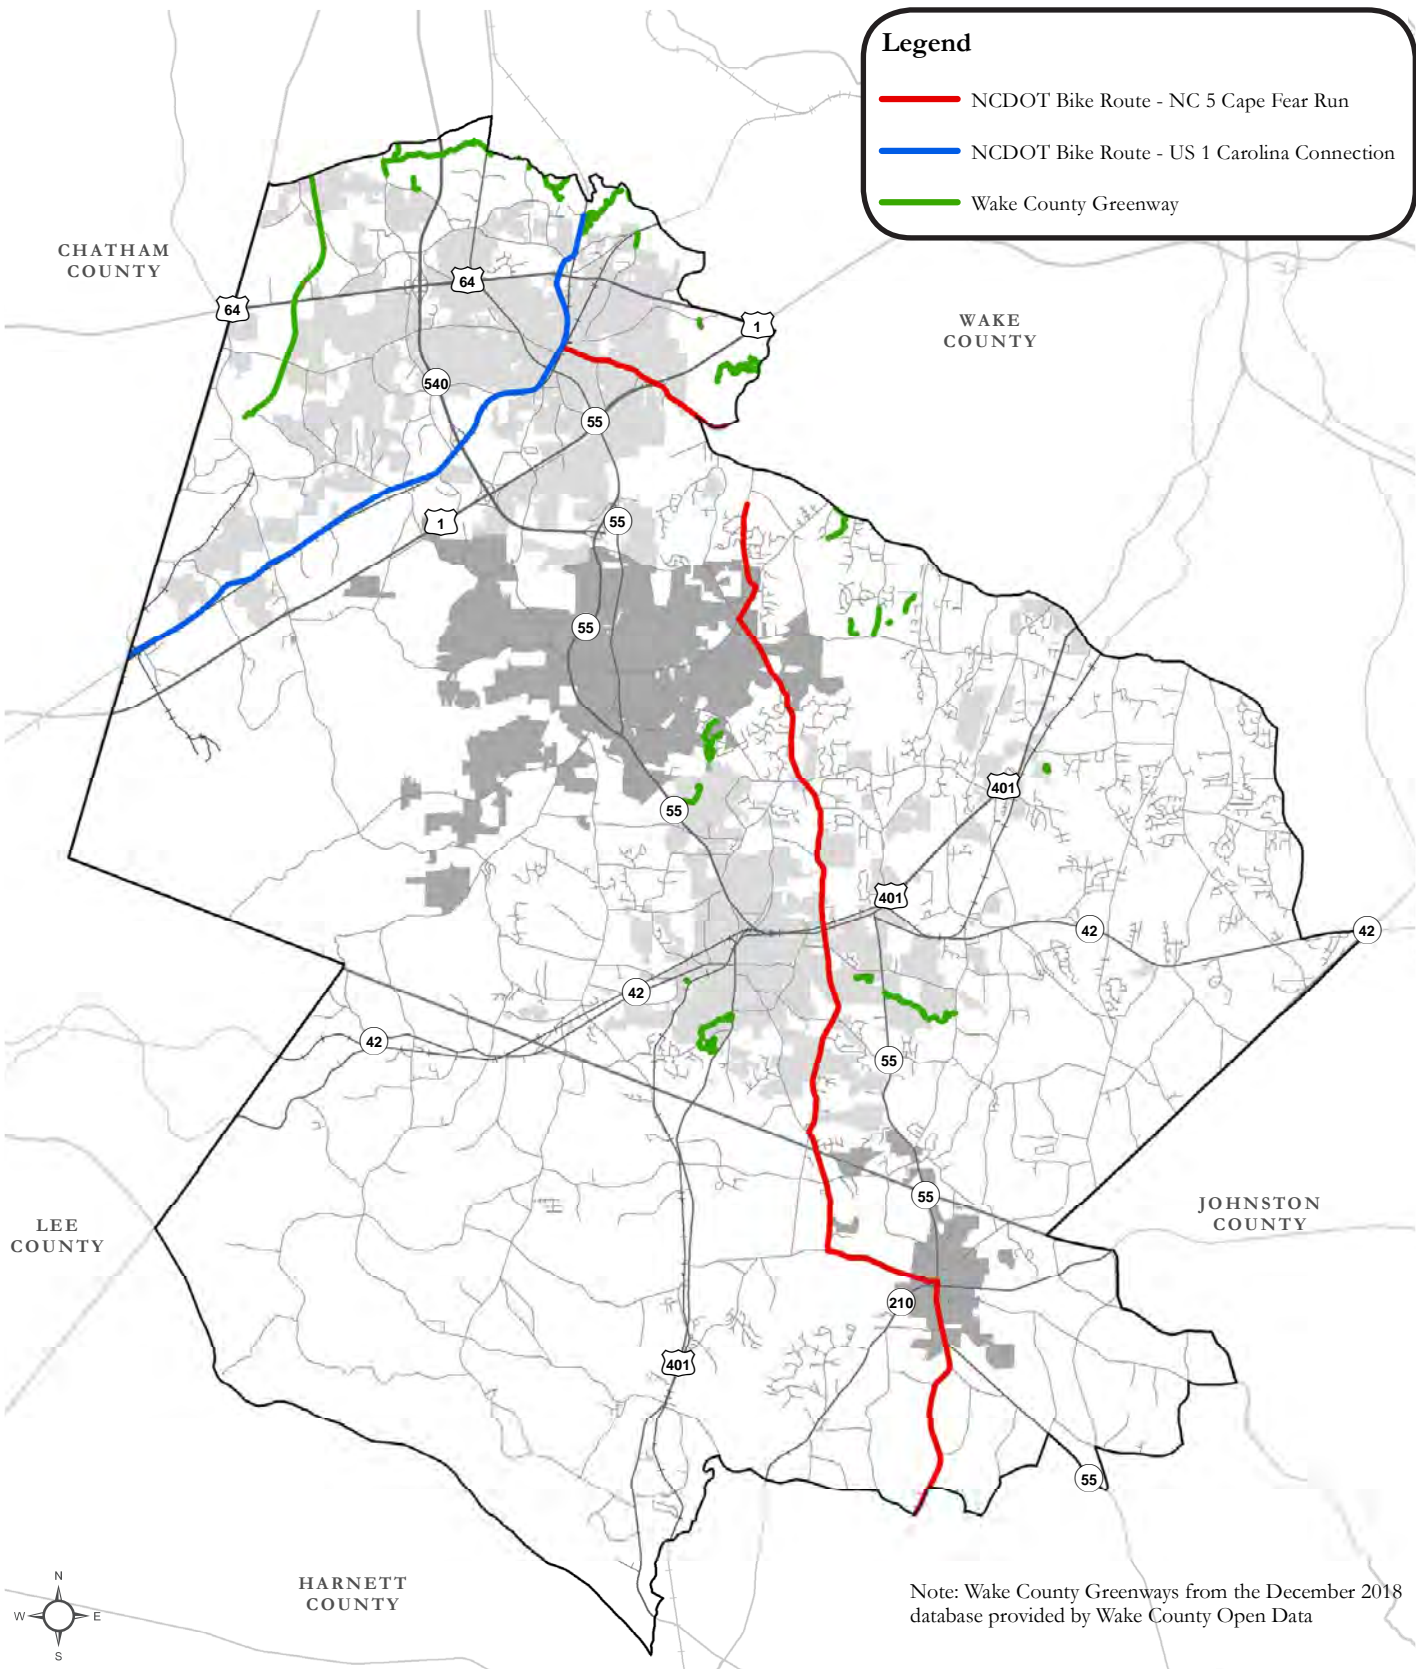 Legend
NCDOT Bike Route - NC 5 Cape Fear Run
NCDOT Bike Route - US 1 Carolina Connection
Wake County Greenway
CHATHAM
COUNTY
64
64
1
WAKE
COUNTY
540
55
1
55
55
401
55
401
42
42
42
42
55
55
LEE
COUNTY
JOHNSTON
COUNTY
210
401
55
HARNETT
COUNTY
N
W
E
S
Note: Wake County Greenways from the December 2018
database provided by Wake County Open Data